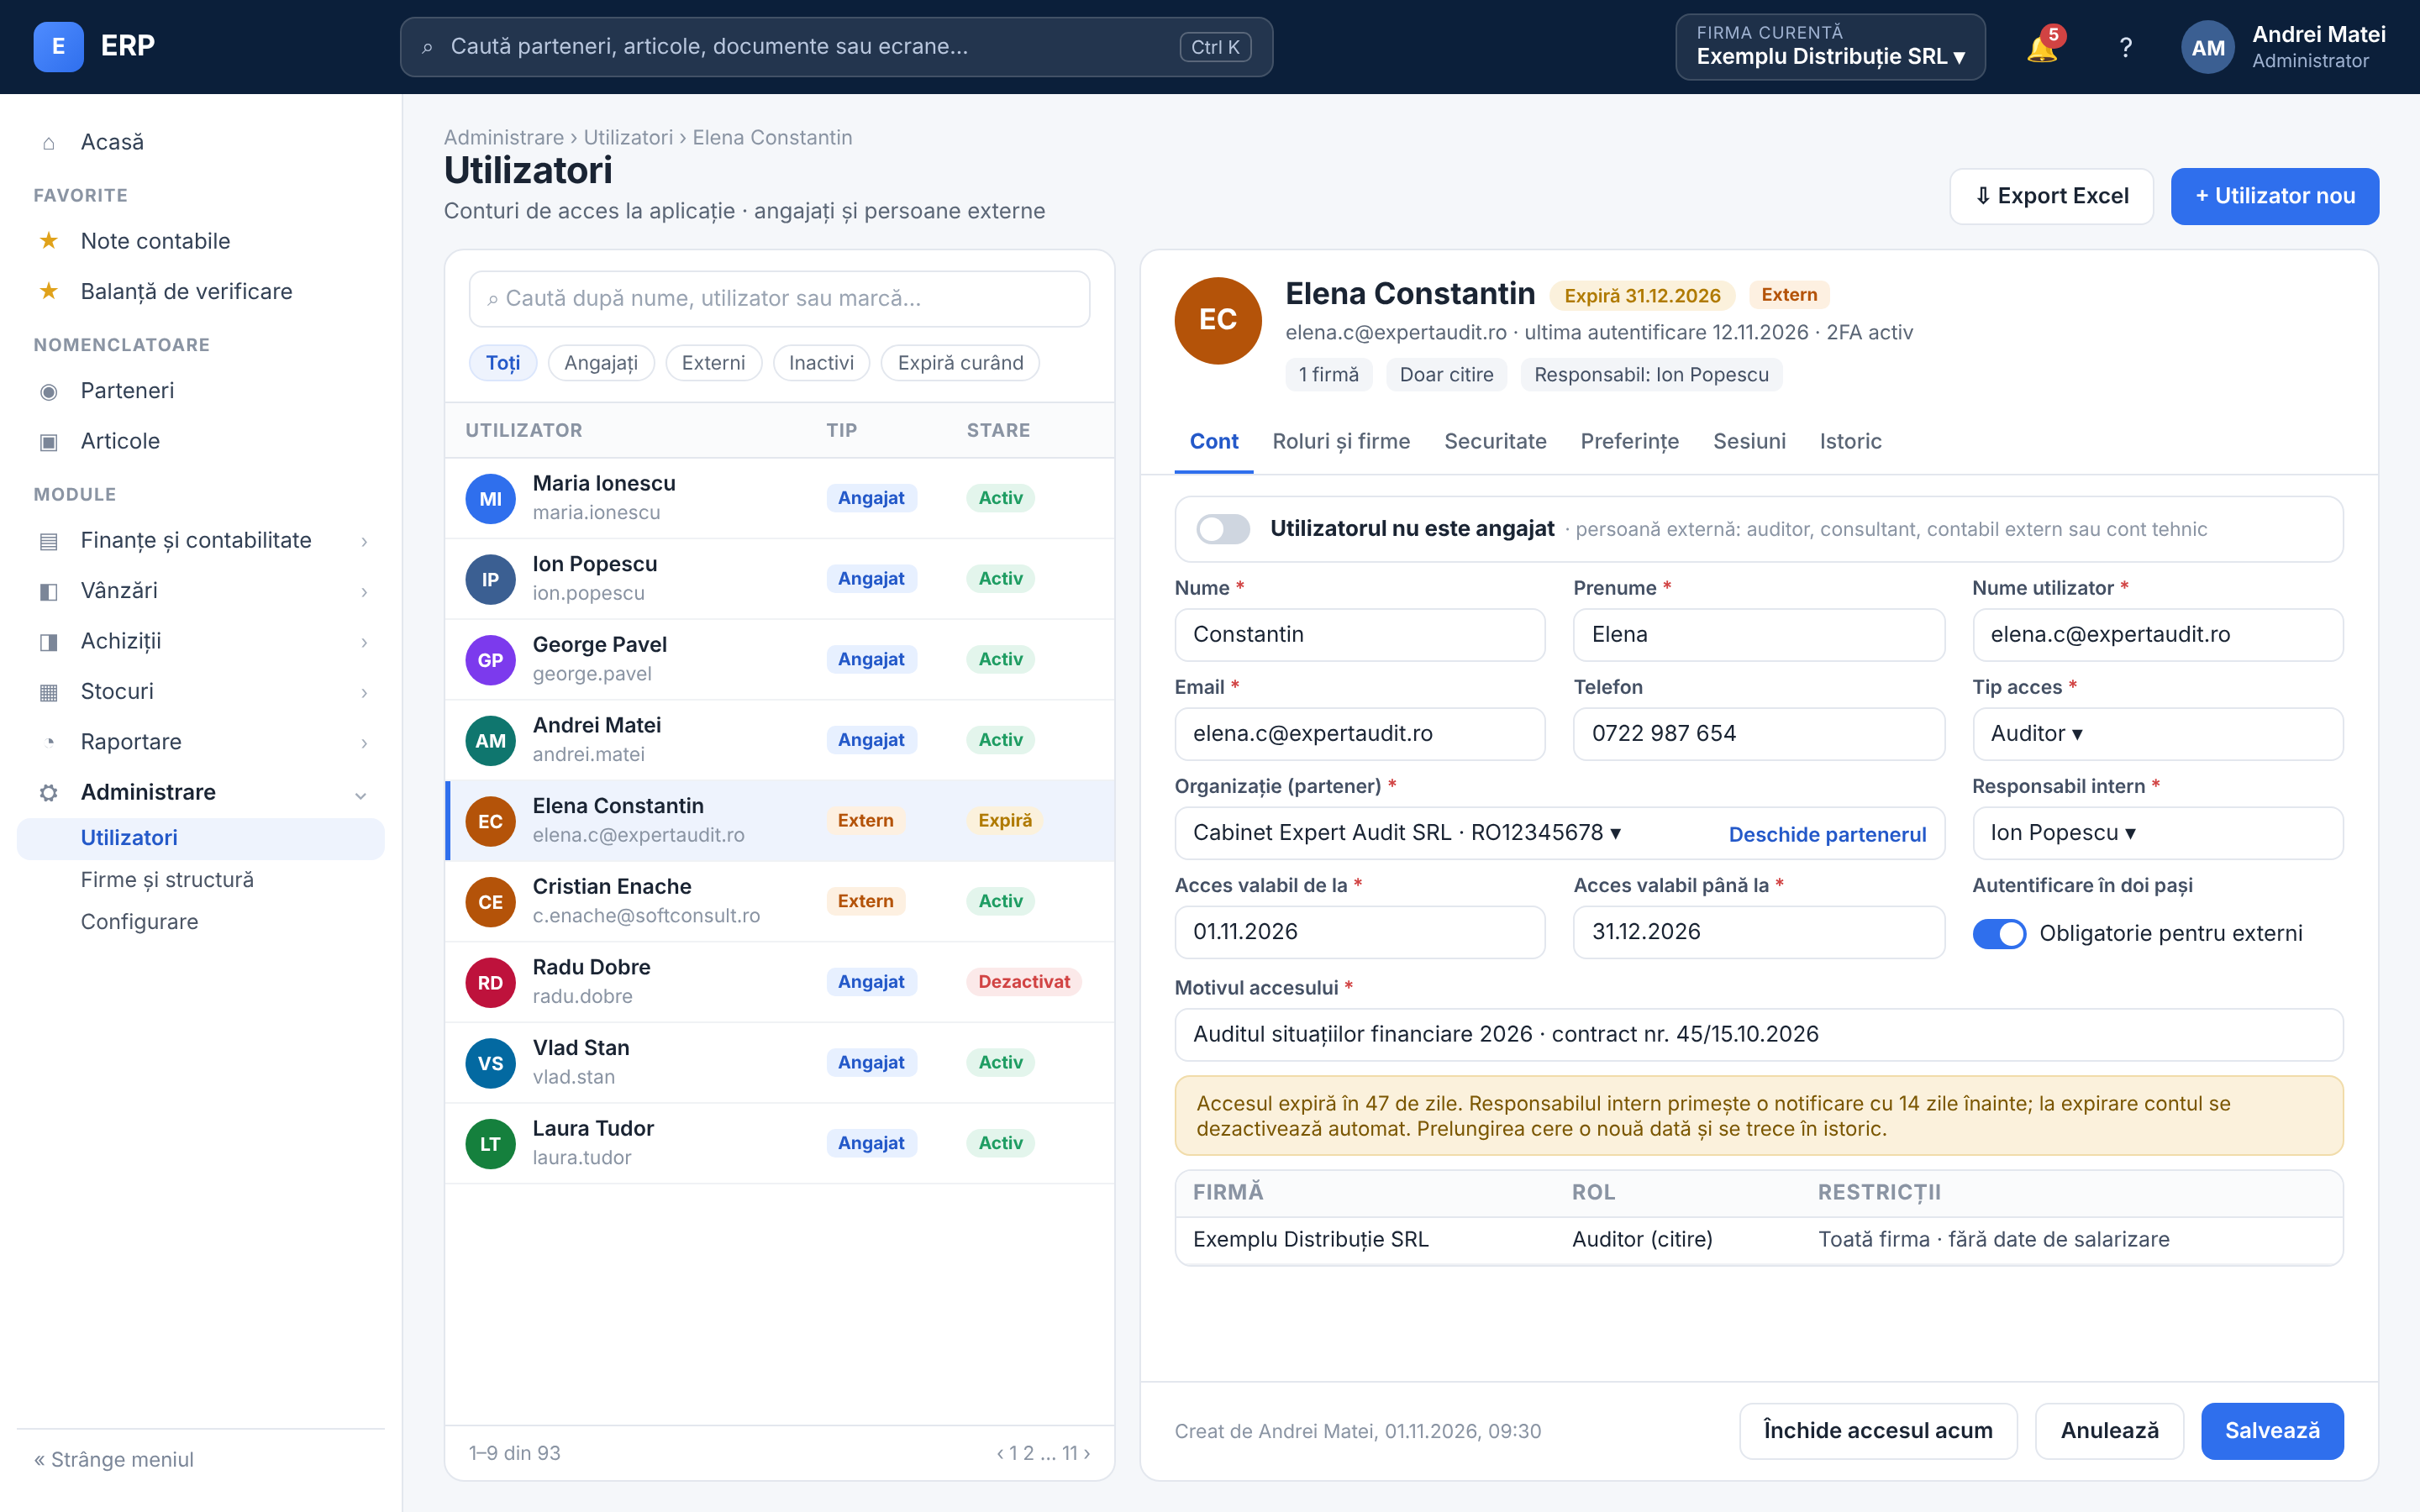 E ERP
Caută parteneri, articole, documente sau ecrane... Ctrl K
FIRMA CURENTĂ
Exemplu Distribuție SRL ▾
5
?
AM
Andrei Matei
Administrator
Acasă
FAVORITE
★ Note contabile
★ Balanță de verificare
NOMENCLATOARE
Parteneri
Articole
MODULE
Finanțe și contabilitate ›
Vânzări ›
Achiziții ›
Stocuri ›
Raportare ›
Administrare
Utilizatori
Firme și structură
Configurare
« Strânge meniul
Administrare › Utilizatori › Elena Constantin
Utilizatori
Conturi de acces la aplicație · angajați și persoane externe
⇩ Export Excel
+ Utilizator nou
Caută după nume, utilizator sau marcă...
Toți Angajați Externi Inactivi Expiră curând
UTILIZATOR TIP STARE
MI Maria Ionescu Angajat Activ
maria.ionescu
IP Ion Popescu Angajat Activ
ion.popescu
GP George Pavel Angajat Activ
george.pavel
AM Andrei Matei Angajat Activ
andrei.matei
EC Elena Constantin Extern Expiră
elena.c@expertaudit.ro
CE Cristian Enache Extern Activ
c.enache@softconsult.ro
RD Radu Dobre Angajat Dezactivat
radu.dobre
VS Vlad Stan Angajat Activ
vlad.stan
LT Laura Tudor Angajat Activ
laura.tudor
1–9 din 93 ‹ 1 2 ... 11 ›
EC
Elena Constantin Expiră 31.12.2026 Extern
elena.c@expertaudit.ro · ultima autentificare 12.11.2026 · 2FA activ
1 firmă Doar citire Responsabil: Ion Popescu
Cont Roluri și firme Securitate Preferințe Sesiuni Istoric
Utilizatorul nu este angajat · persoană externă: auditor, consultant, contabil extern sau cont tehnic
Nume * Prenume * Nume utilizator *
Constantin Elena elena.c@expertaudit.ro
Email * Telefon Tip acces *
elena.c@expertaudit.ro 0722 987 654 Auditor ▾
Organizație (partener) * Responsabil intern *
Cabinet Expert Audit SRL · RO12345678 ▾ Deschide partenerul Ion Popescu ▾
Acces valabil de la * Acces valabil până la * Autentificare în doi pași
01.11.2026 31.12.2026 Obligatorie pentru externi
Motivul accesului *
Auditul situațiilor financiare 2026 · contract nr. 45/15.10.2026
Accesul expiră în 47 de zile. Responsabilul intern primește o notificare cu 14 zile înainte; la expirare contul se
dezactivează automat. Prelungirea cere o nouă dată și se trece în istoric.
FIRMĂ ROL RESTRICȚII
Exemplu Distribuție SRL Auditor (citire) Toată firma · fără date de salarizare
Creat de Andrei Matei, 01.11.2026, 09:30
Închide accesul acum Anulează Salvează